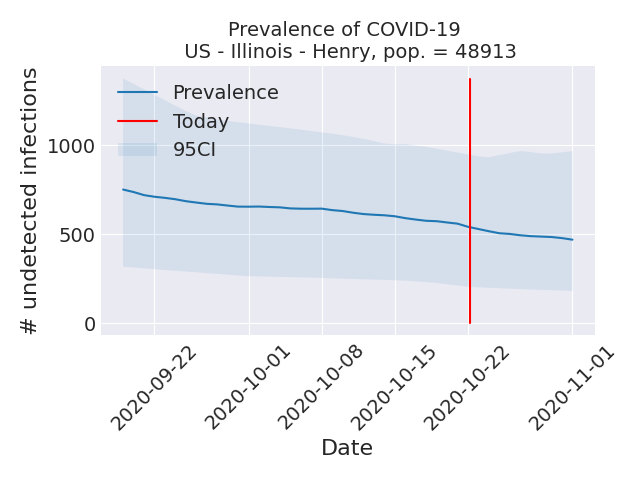 Prevalence of COVID-19
US - Illinois - Henry, pop. = 48913
# undetected infections
1000
500
0
Prevalence
Today
95CI
2020-09-22
2020-10-01
2020-10-08
2020-10-15
2020-10-22
2020-11-01
Date